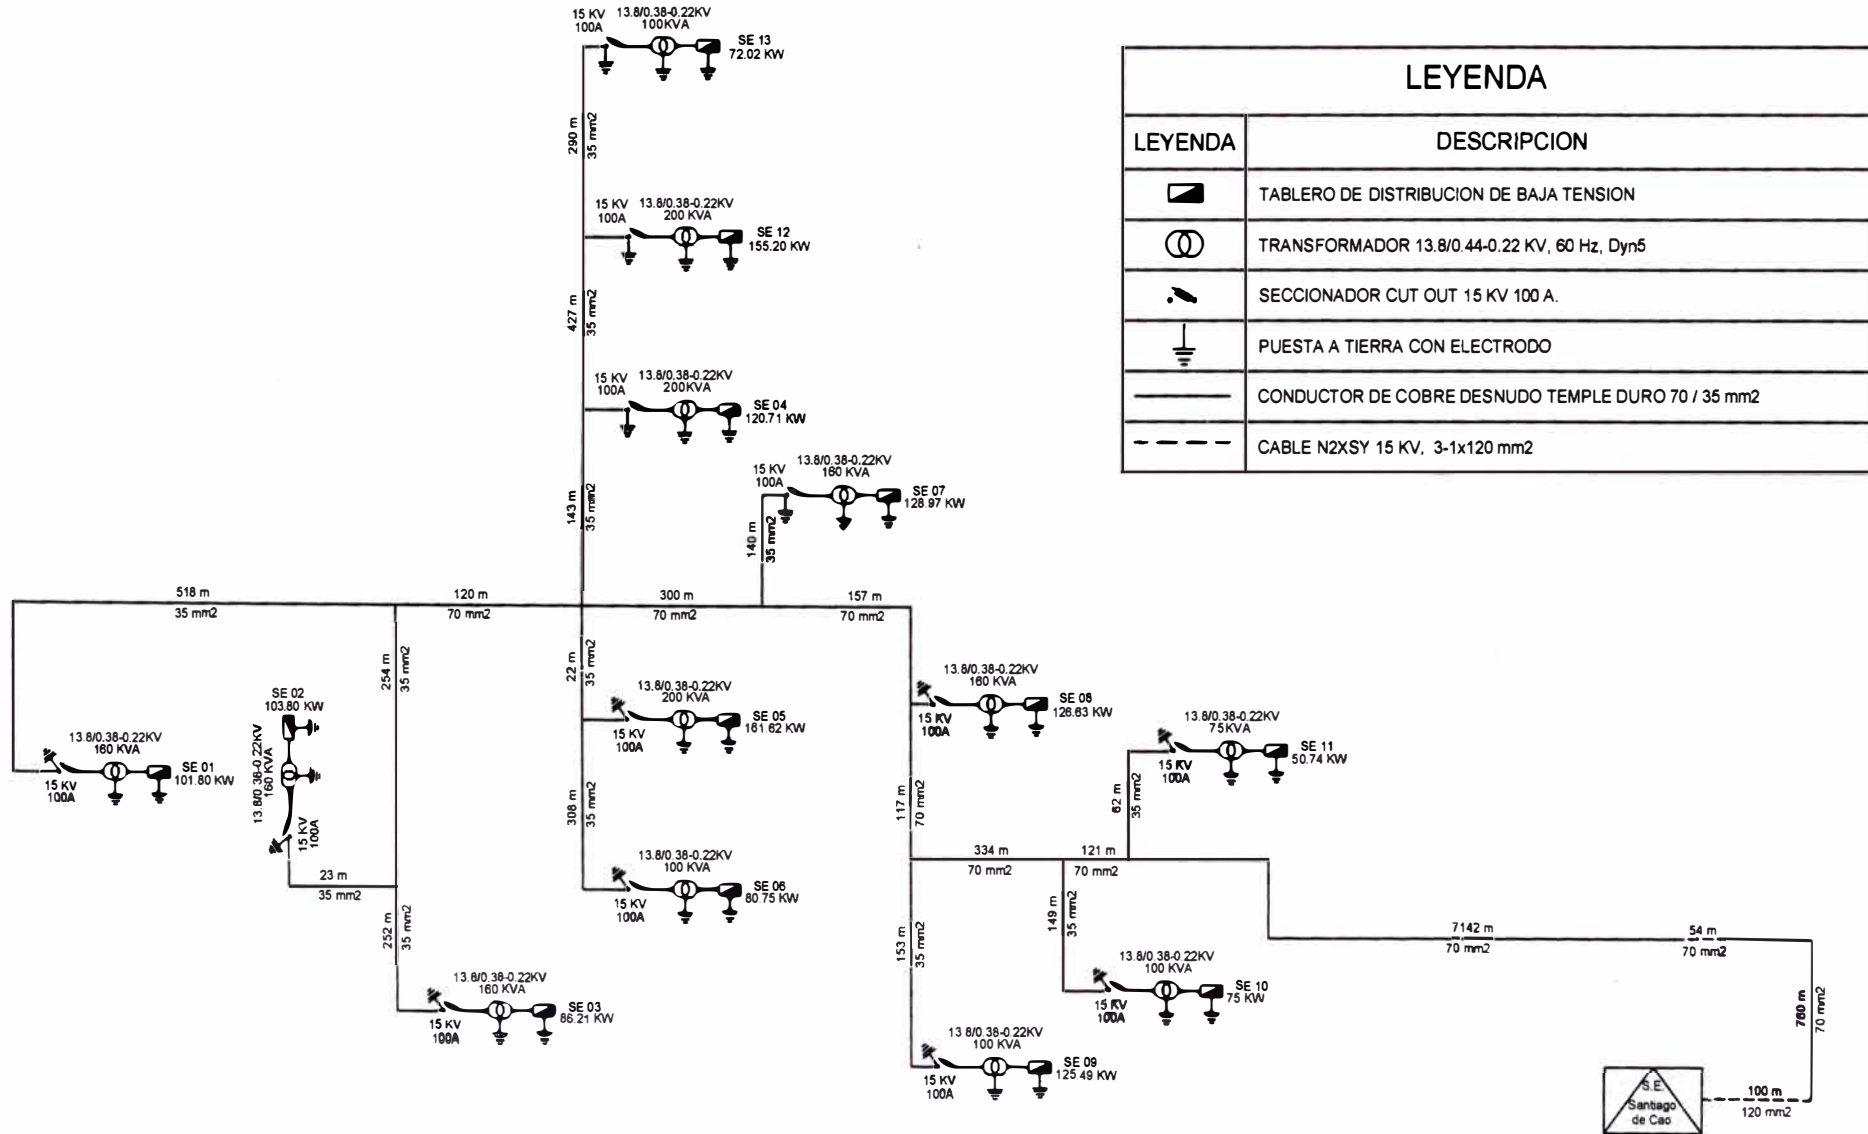 15 KV
100A
13.8/0.38-0.22KV
100KVA
SE 13
72.02 KW
290 m
35 mm2
15 KV
100A
13.8/0.38-0.22KV
200 KVA
SE 12
155.20 KW
427 m
35 mm2
15 KV
100A
13.8/0.38-0.22KV
200KVA
SE 04
120.71 KW
143 m
35 mm2
15 KV
100A
13.8/0.38-0.22KV
160 KVA
SE 07
128.97 KW
140 m
35 mm2
518 m
35 mm2
120 m
70 mm2
300 m
70 mm2
157 m
70 mm2
254 m
35 mm2
22 m
35 mm2
SE 02
103.80 KW
13.8/0.38-0.22KV
160 KVA
15 KV
100A
13.8/0.38-0.22KV
160 KVA
SE 01
101.80 KW
15 KV
100A
23 m
35 mm2
252 m
35 mm2
13.8/0.38-0.22KV
160 KVA
SE 03
86.21 KW
15 KV
100A
13.8/0.38-0.22KV
200 KVA
SE 05
161.62 KW
15 KV
100A
308 m
35 mm2
13.8/0.38-0.22KV
100 KVA
SE 06
80.75 KW
15 KV
100A
13.8/0.38-0.22KV
160 KVA
SE 08
126.63 KW
15 KV
100A
117 m
70 mm2
13.8/0.38-0.22KV
75KVA
SE 11
50.74 KW
15 KV
100A
62 m
35 mm2
334 m
70 mm2
121 m
70 mm2
149 m
35 mm2
153 m
35 mm2
13.8/0.38-0.22KV
100 KVA
SE 10
75 KW
15 KV
100A
13.8/0.38-0.22KV
100 KVA
SE 09
125.49 KW
15 KV
100A
7142 m
70 mm2
54 m
70 mm2
760 m
70 mm2
100 m
120 mm2
S.E.
Santiago
de Cao
LEYENDA
LEYENDA
DESCRIPCION
TABLERO DE DISTRIBUCION DE BAJA TENSION
TRANSFORMADOR 13.8/0.44-0.22 KV, 60 Hz, Dyn5
SECCIONADOR CUT OUT 15 KV 100 A.
PUESTA A TIERRA CON ELECTRODO
CONDUCTOR DE COBRE DESNUDO TEMPLE DURO 70 / 35 mm2
CABLE N2XSY 15 KV, 3-1x120 mm2